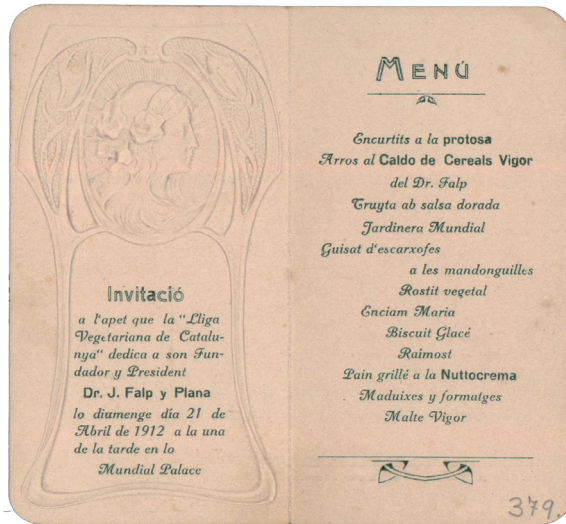 Invitació
a l'apet que la "Lliga
Vegetariana de Catalu-
nya" dedica a son Fun-
dador y President
Dr. J. Falp y Plana
lo diumenge día 21 de
Abril de 1912 a la una
de la tarde en lo
Mundial Palace
MENÚ
Encurtits a la protosa
Arros al Caldo de Cereals Vigor
del Dr. Falp
Truyta ab salsa dorada
Jardinera Mundial
Guisat d'escarxofes
a les mandonguilles
Rostit vegetal
Enciam Maria
Biscuit Glacé
Raimost
Pain grillé a la Nuttocrema
Maduixes y formatges
Malte Vigor
379.